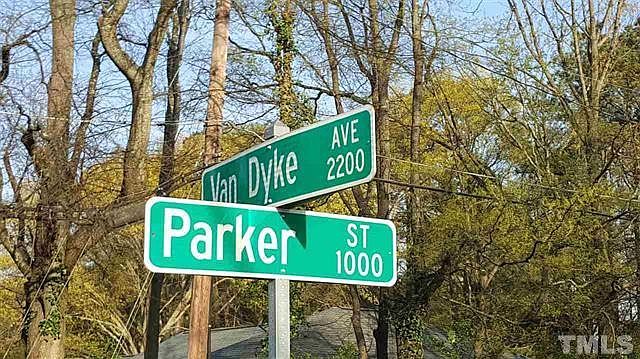 Van Dyke AVE
2200
Parker ST
1000
TMLS